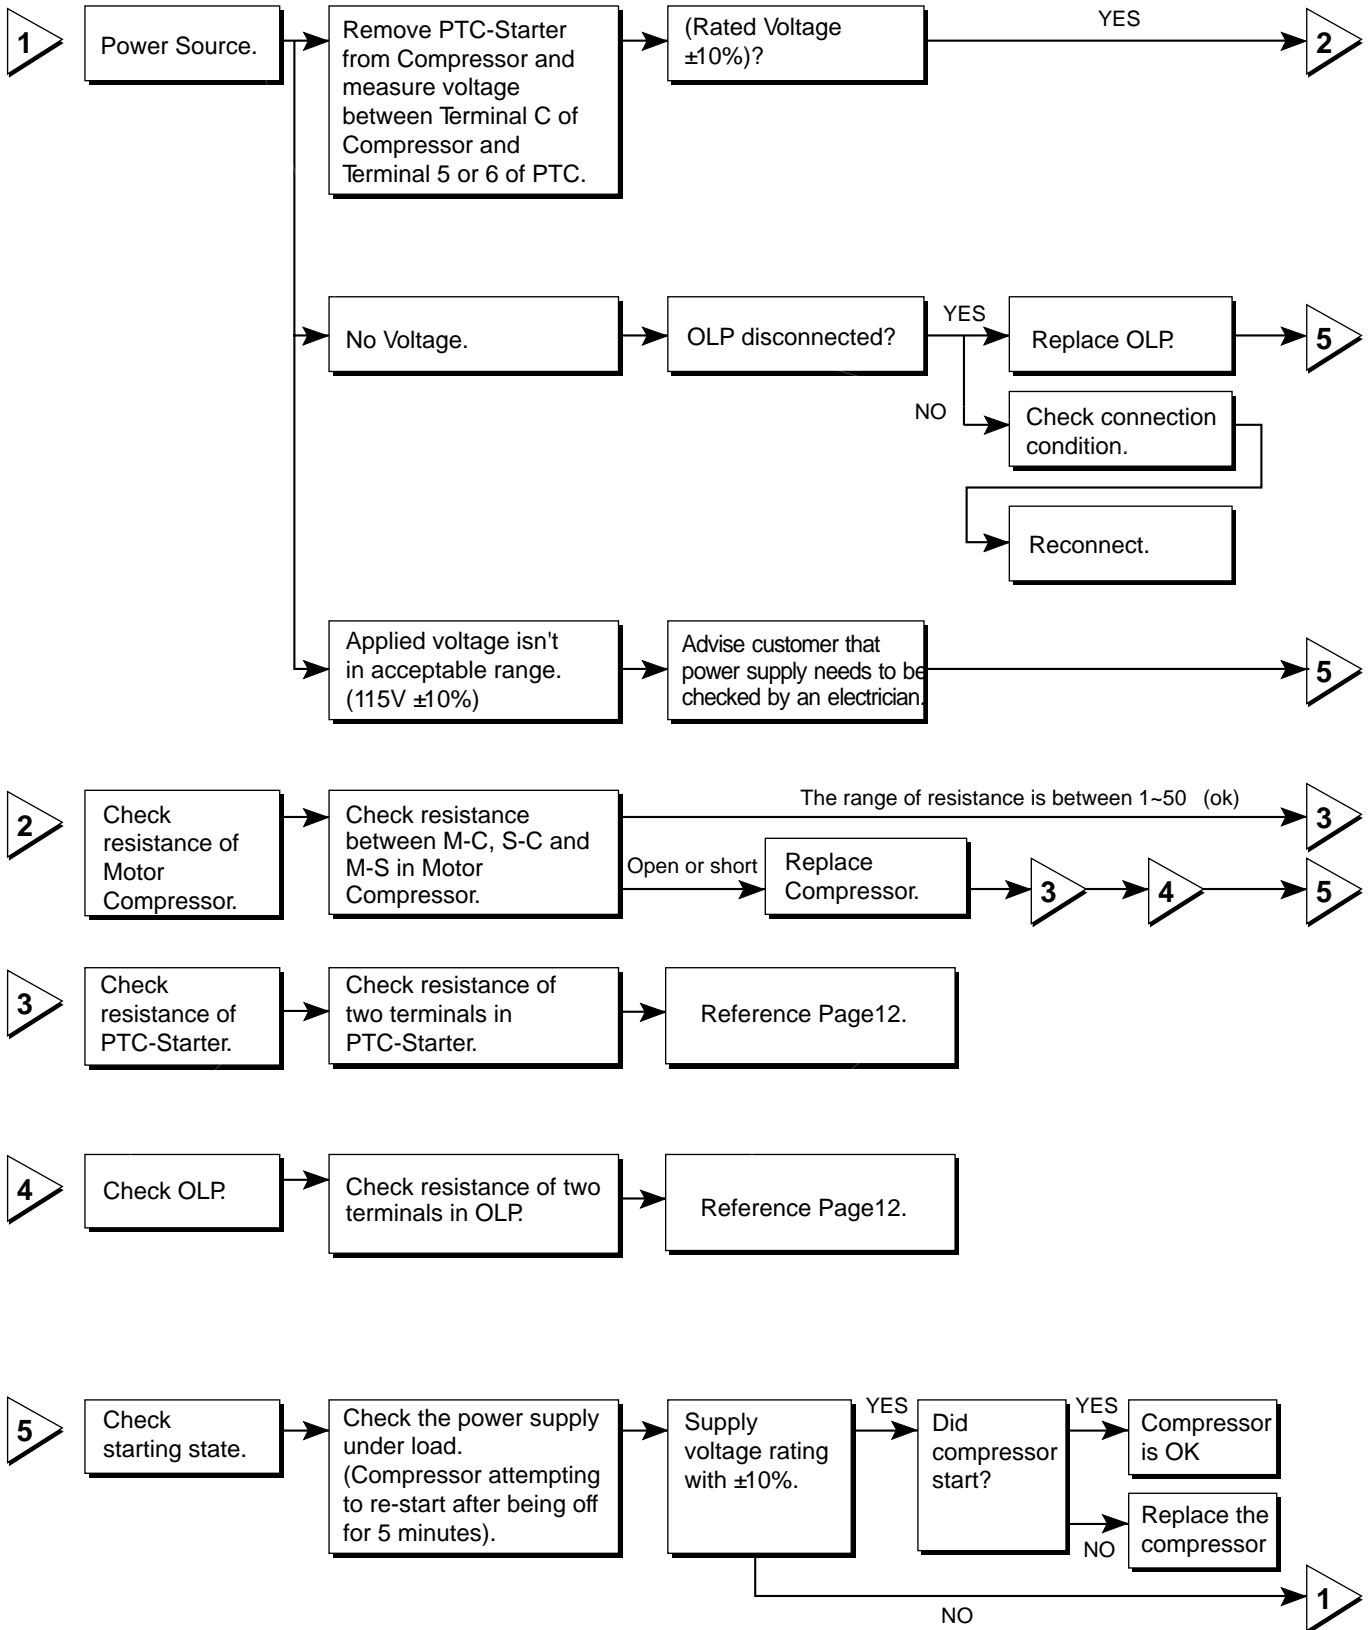 1
Power Source.
Remove PTC-Starter
from Compressor and
measure voltage
between Terminal C of
Compressor and
Terminal 5 or 6 of PTC.
(Rated Voltage
±10%)?
YES
2
No Voltage.
OLP disconnected?
YES
Replace OLP.
5
NO
Check connection
condition.
Reconnect.
Applied voltage isn't
in acceptable range.
(115V ±10%)
Advise customer that
power supply needs to be
checked by an electrician.
5
2
Check
resistance of
Motor
Compressor.
Check resistance
between M-C, S-C and
M-S in Motor
Compressor.
The range of resistance is between 1~50 (ok)
3
Open or short
Replace
Compressor.
3
4
5
3
Check
resistance of
PTC-Starter.
Check resistance of
two terminals in
PTC-Starter.
Reference Page12.
4
Check OLP.
Check resistance of two
terminals in OLP.
Reference Page12.
5
Check
starting state.
Check the power supply
under load.
(Compressor attempting
to re-start after being off
for 5 minutes).
Supply
voltage rating
with ±10%.
YES
Did
compressor
start?
YES
Compressor
is OK
NO
Replace the
compressor
NO
1